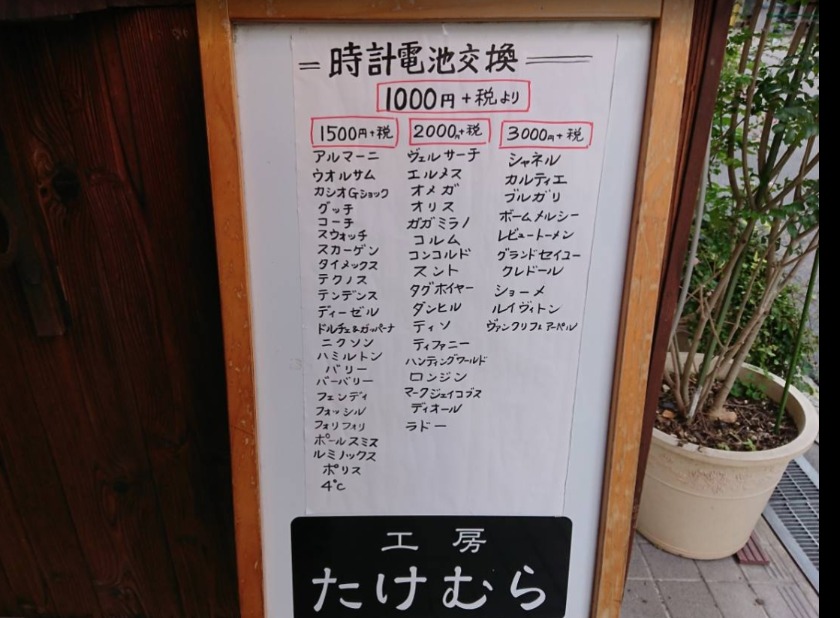 時計電池交換
1000円+税より
1500円+税
アルマーニ
ウオルサム
カシオGショック
グッチ
コーチ
スウォッチ
スカーゲン
タイメックス
テクノス
テンデンス
ディーゼル
ドルチェ&ガッバーナ
ニクソン
ハミルトン
バリー
バーバリー
フェンディ
フォッシル
フォリフォリ
ポールスミス
ルミノックス
ポリス
4℃
2000円+税
ヴェルサーチ
エルメス
オメガ
オリス
ガガミラノ
コルム
コンコルド
スント
タグホイヤー
ダンヒル
ティソ
ティファニー
ハンティングワールド
ロンジン
マークジェイコブス
ディオール
ラドー
3000円+税
シャネル
カルティエ
ブルガリ
ボームメルシー
レビュートーメン
グランドセイコー
クレドール
ショーメ
ルイヴィトン
ヴァンクリフェアーペル
工房
たけむら